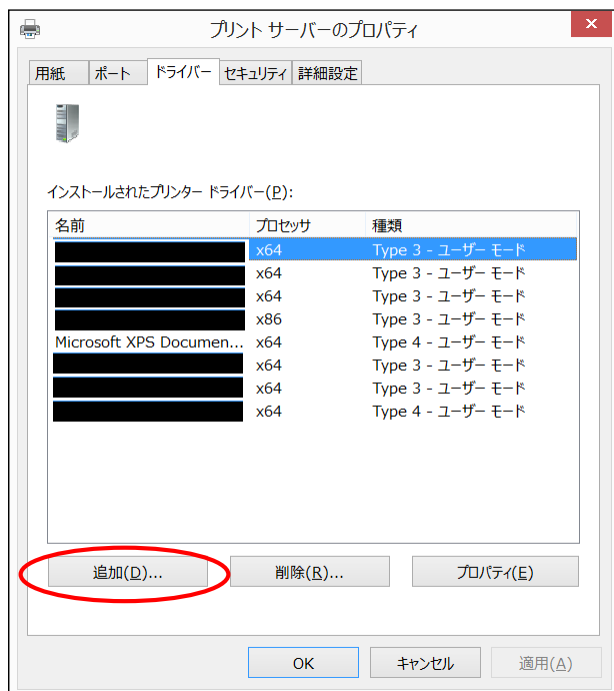 プリント サーバーのプロパティ
用紙 ポート ドライバー セキュリティ 詳細設定
インストールされたプリンター ドライバー(P):
名前 プロセッサ 種類
x64 Type 3 - ユーザー モード
x64 Type 3 - ユーザー モード
x64 Type 3 - ユーザー モード
x86 Type 3 - ユーザー モード
Microsoft XPS Documen... x64 Type 4 - ユーザー モード
x64 Type 3 - ユーザー モード
x64 Type 3 - ユーザー モード
x64 Type 4 - ユーザー モード
追加(D)... 削除(R)... プロパティ(E)
OK キャンセル 適用(A)